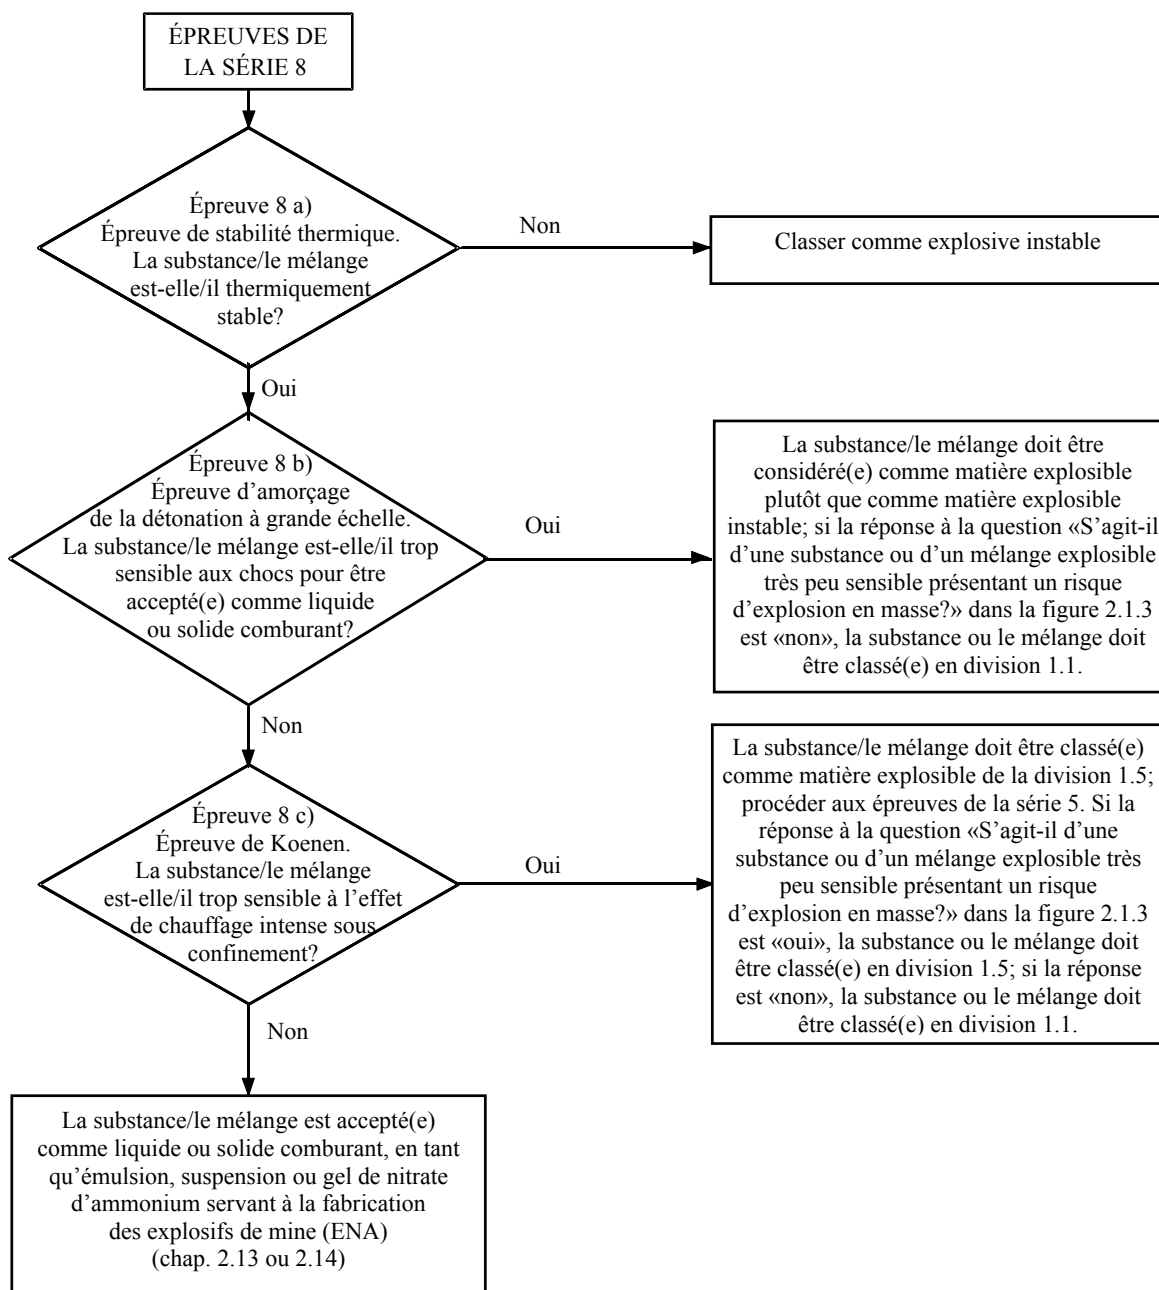 ÉPREUVES DE
LA SÉRIE 8
Épreuve 8 a)
Épreuve de stabilité thermique.
La substance/le mélange
est-elle/il thermiquement
stable?
Non
Classer comme explosive instable
Oui
Épreuve 8 b)
Épreuve d’amorçage
de la détonation à grande échelle.
La substance/le mélange est-elle/il trop
sensible aux chocs pour être
accepté(e) comme liquide
ou solide comburant?
Oui
La substance/le mélange doit être
considéré(e) comme matière explosible
plutôt que comme matière explosible
instable; si la réponse à la question «S’agit-il
d’une substance ou d’un mélange explosible
très peu sensible présentant un risque
d’explosion en masse?» dans la figure 2.1.3
est «non», la substance ou le mélange doit
être classé(e) en division 1.1.
Non
Épreuve 8 c)
Épreuve de Koenen.
La substance/le mélange
est-elle/il trop sensible à l’effet
de chauffage intense sous
confinement?
Oui
La substance/le mélange doit être classé(e)
comme matière explosible de la division 1.5;
procéder aux épreuves de la série 5. Si la
réponse à la question «S’agit-il d’une
substance ou d’un mélange explosible très
peu sensible présentant un risque
d’explosion en masse?» dans la figure 2.1.3
est «oui», la substance ou le mélange doit
être classé(e) en division 1.5; si la réponse
est «non», la substance ou le mélange doit
être classé(e) en division 1.1.
Non
La substance/le mélange est accepté(e)
comme liquide ou solide comburant, en tant
qu’émulsion, suspension ou gel de nitrate
d’ammonium servant à la fabrication
des explosifs de mine (ENA)
(chap. 2.13 ou 2.14)